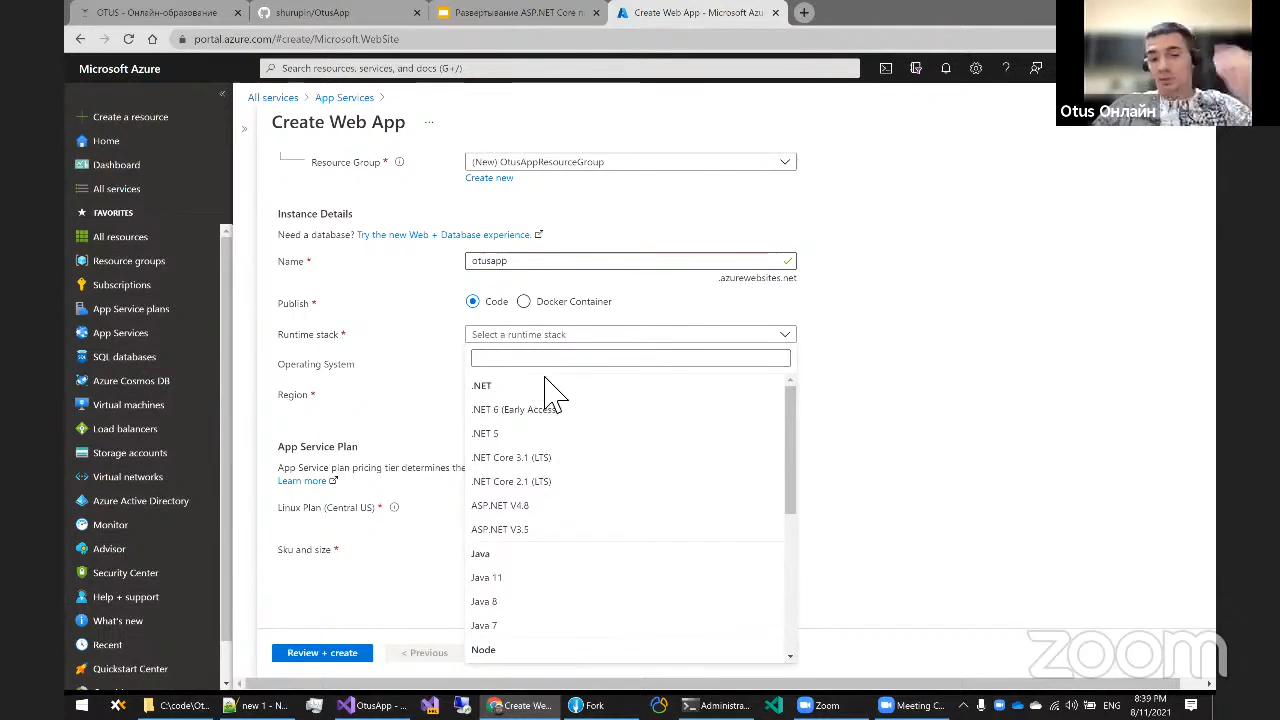 OTUS - Онлайн-образование
shurupin/OtusApp
Развертывание ASP.NET Core п
Create Web App - Microsoft Azu
portal.azure.com/#create/Microsoft.WebSite
Microsoft Azure
Search resources, services, and docs (G+/)
Otus Онлайн
Create a resource
Home
Dashboard
All services
FAVORITES
All resources
Resource groups
Subscriptions
App Service plans
App Services
SQL databases
Azure Cosmos DB
Virtual machines
Load balancers
Storage accounts
Virtual networks
Azure Active Directory
Monitor
Advisor
Security Center
Help + support
What's new
Recent
Quickstart Center
All services > App Services >
Create Web App ...
Resource Group *
(New) OtusAppResourceGroup
Create new
Instance Details
Need a database? Try the new Web + Database experience.
Name *
otusapp
.azurewebsites.net
Publish *
Code
Docker Container
Runtime stack *
Select a runtime stack
Operating System
Region *
.NET
.NET 6 (Early Access)
.NET 5
.NET Core 3.1 (LTS)
.NET Core 2.1 (LTS)
ASP.NET V4.8
ASP.NET V3.5
Java
Java 11
Java 8
Java 7
Node
App Service Plan
App Service plan pricing tier determines the
Learn more
Linux Plan (Central US) *
Sku and size *
Review + create
< Previous
zoom
C:\code\Ot...
new 1 - N...
OtusApp - ...
Create We...
Fork
Administra...
Zoom
Meeting C...
ENG
8:39 PM
8/11/2021